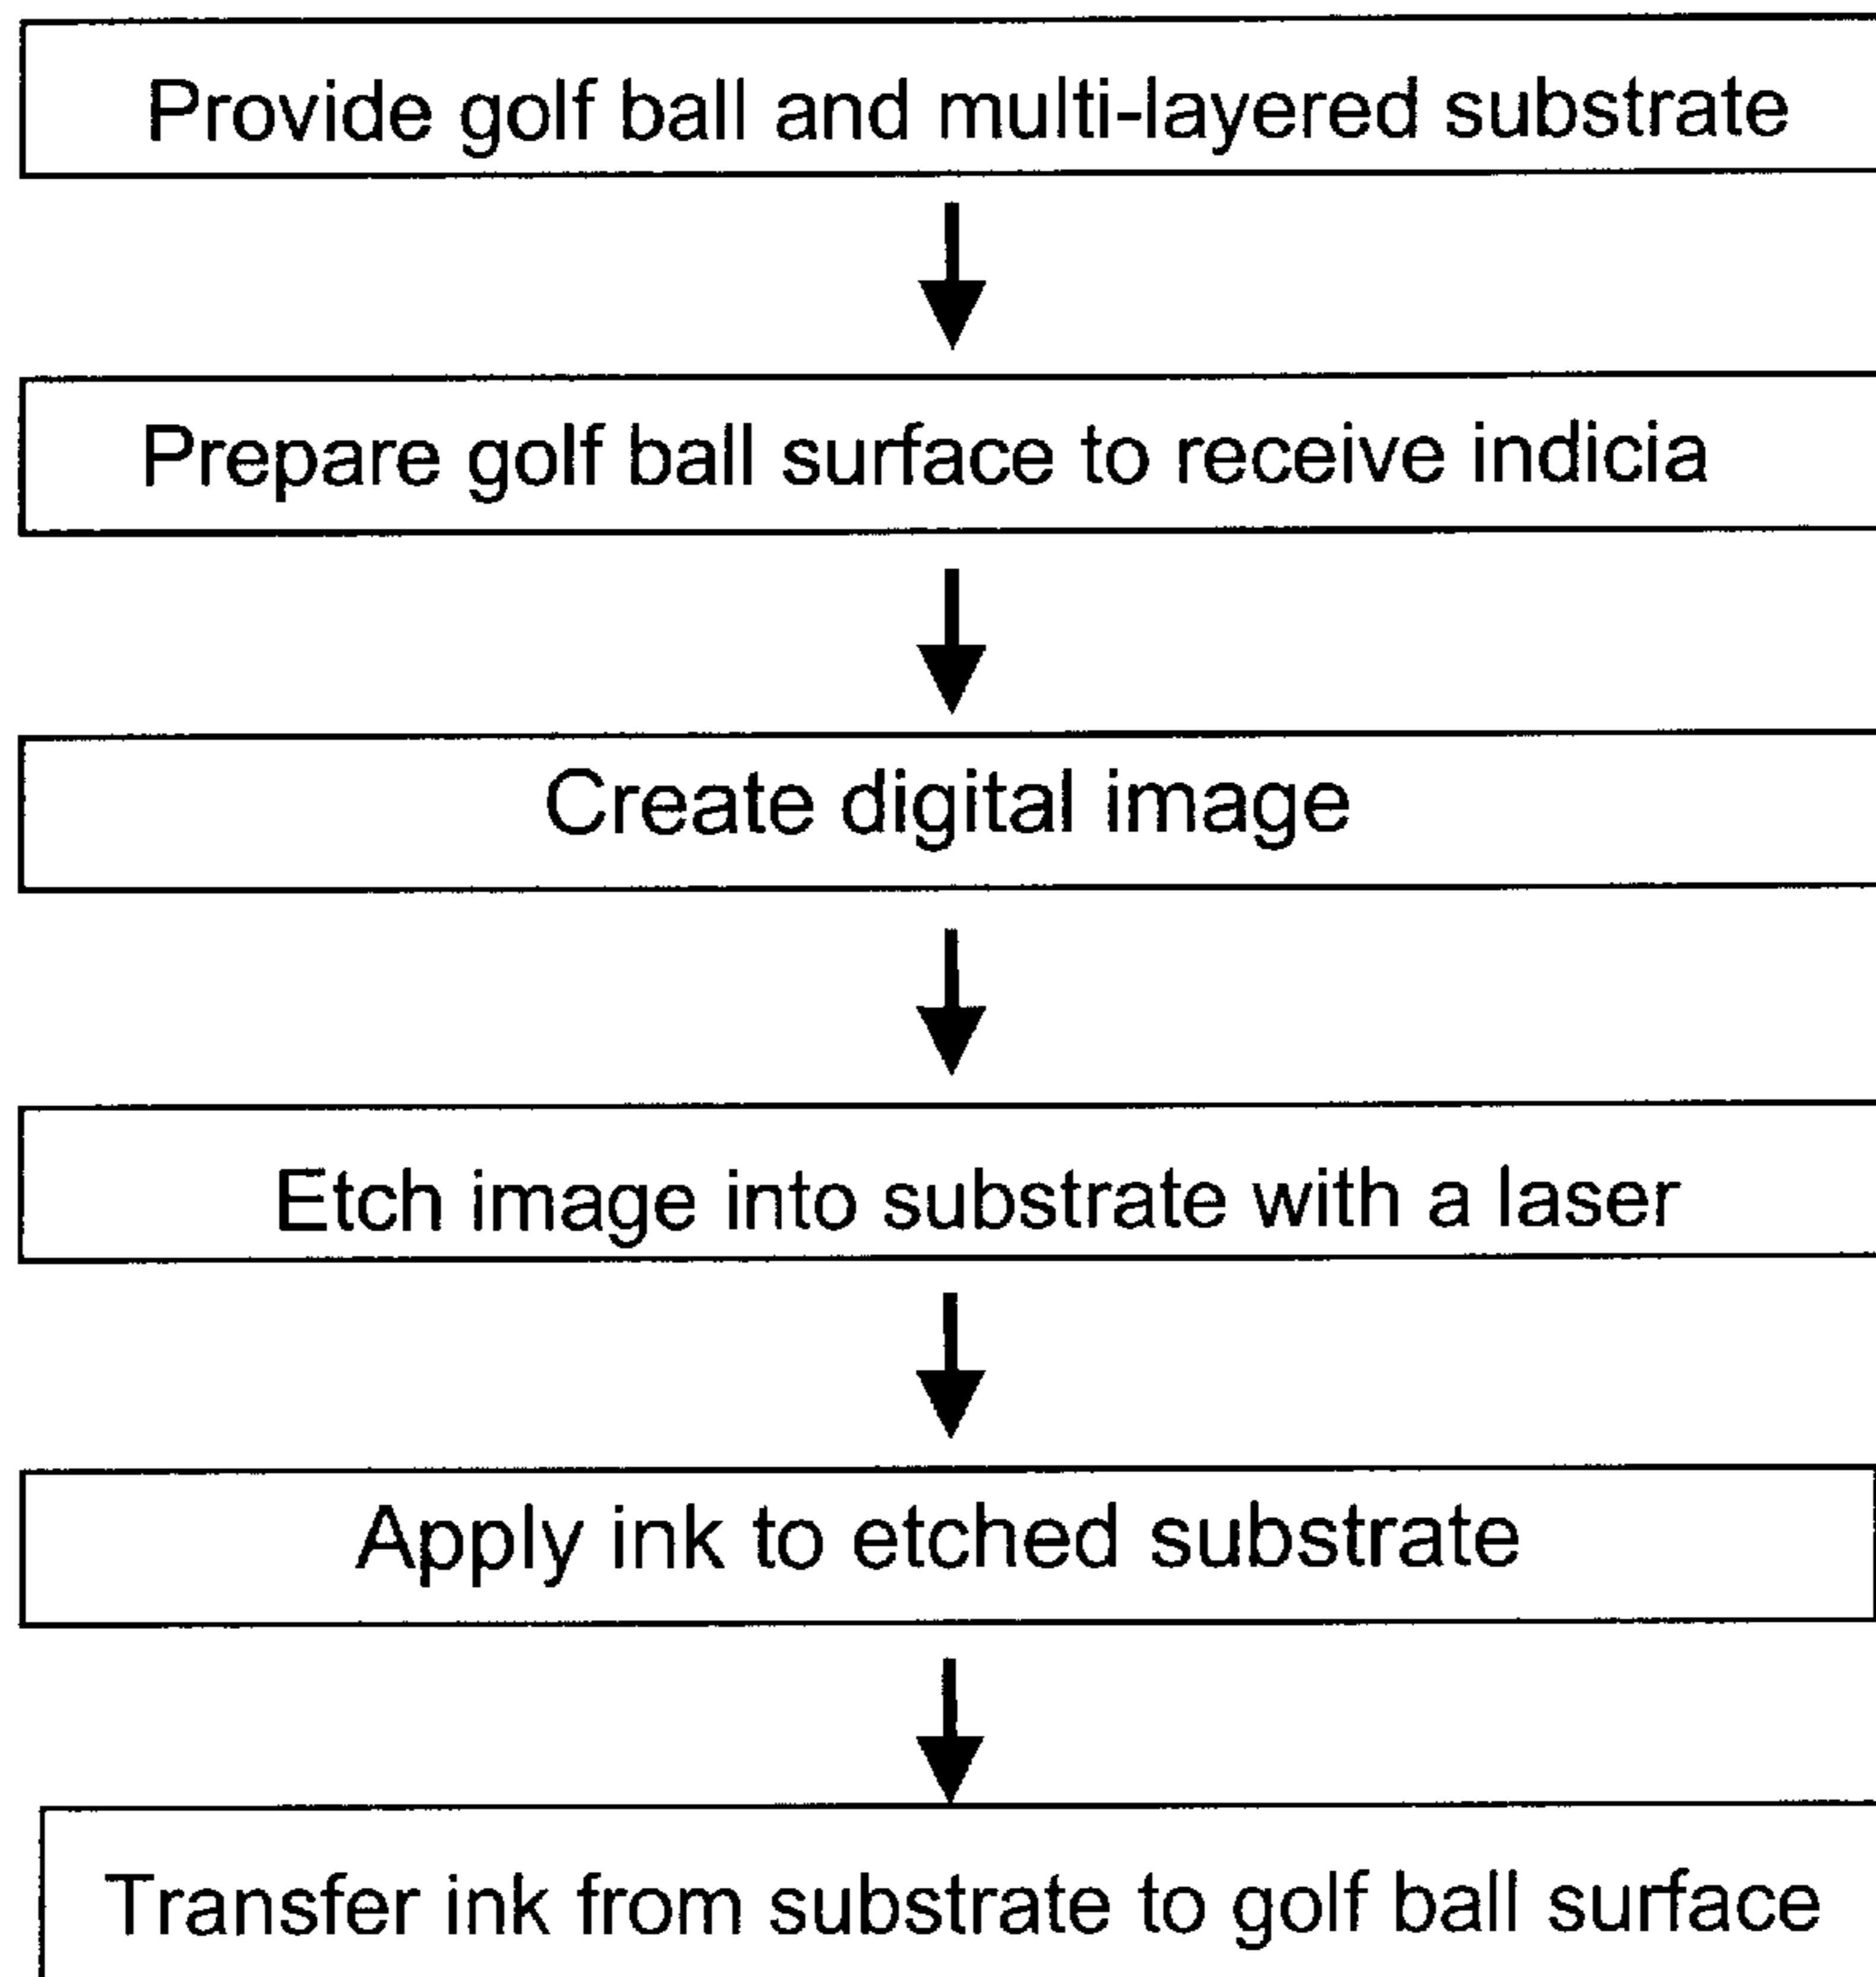 Provide golf ball and multi-layered substrate
Prepare golf ball surface to receive indicia
Create digital image
Etch image into substrate with a laser
Apply ink to etched substrate
Transfer ink from substrate to golf ball surface